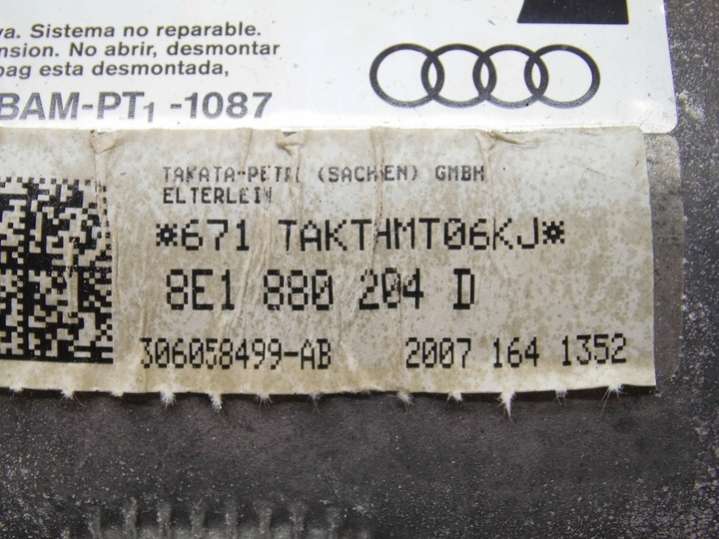 va. Sistema no reparable.
ension. No abrir, desmontar
bag esta desmontada,
BAM-PT1 -1087
TAKATA-PETRI (SACHSEN) GMBH
ELTERLEIN
*671 TAKTHMT06KJ*
8E1 880 204 D
306058499-AB 2007 164 1352